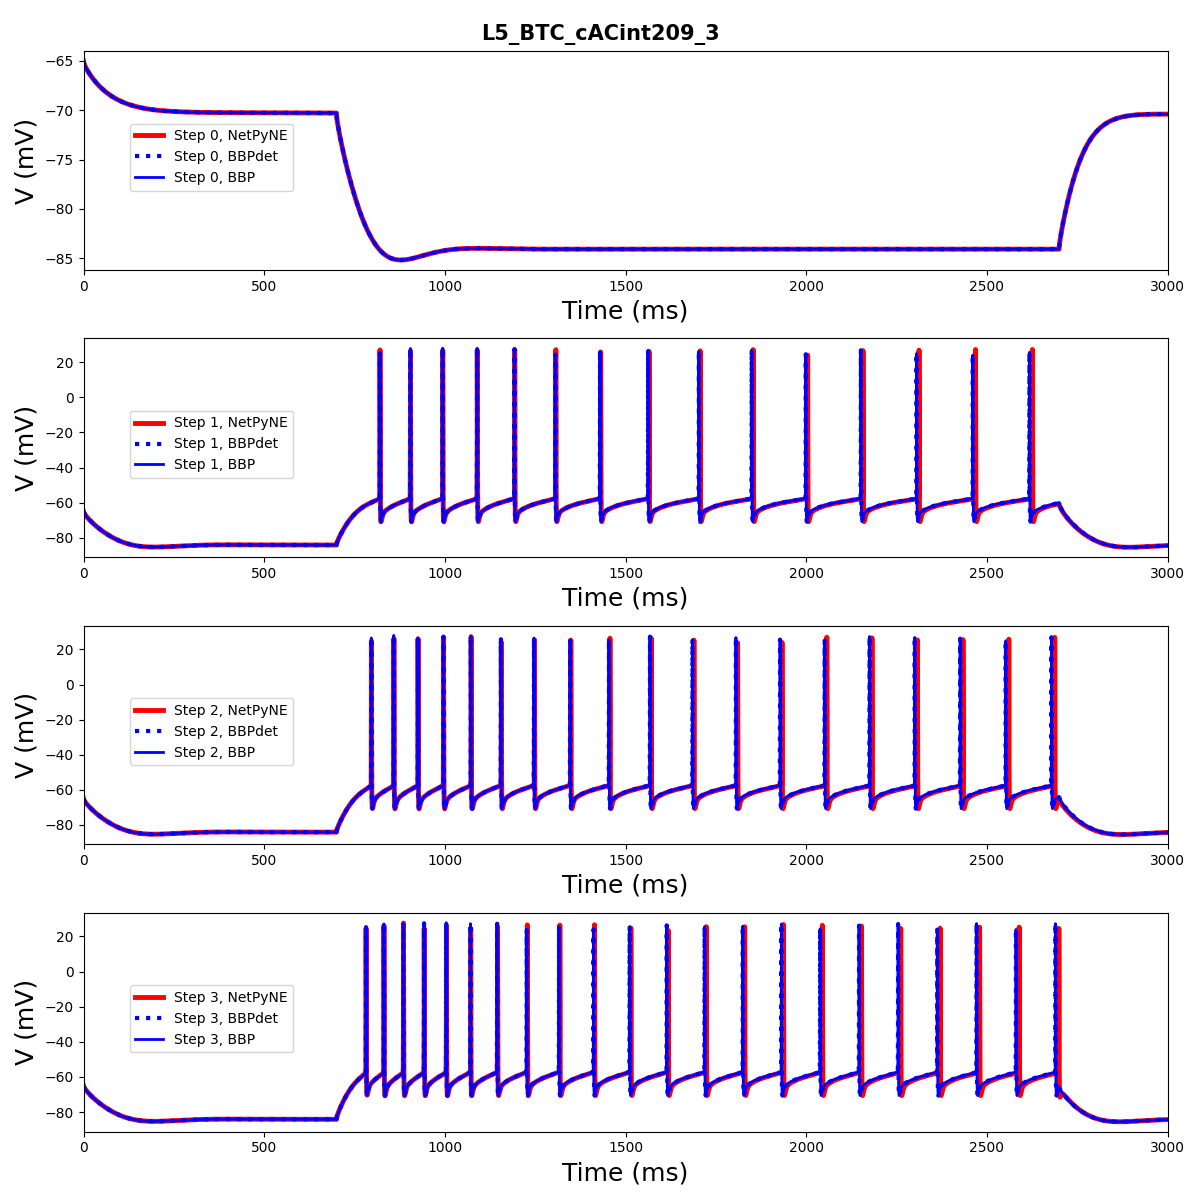 L5_BTC_cACint209_3
V (mV)
−65
−70
−75
−80
−85
Step 0, NetPyNE
Step 0, BBPdet
Step 0, BBP
0 500 1000 1500 2000 2500 3000
Time (ms)
V (mV)
20
0
−20
−40
−60
−80
Step 1, NetPyNE
Step 1, BBPdet
Step 1, BBP
0 500 1000 1500 2000 2500 3000
Time (ms)
V (mV)
20
0
−20
−40
−60
−80
Step 2, NetPyNE
Step 2, BBPdet
Step 2, BBP
0 500 1000 1500 2000 2500 3000
Time (ms)
V (mV)
20
0
−20
−40
−60
−80
Step 3, NetPyNE
Step 3, BBPdet
Step 3, BBP
0 500 1000 1500 2000 2500 3000
Time (ms)